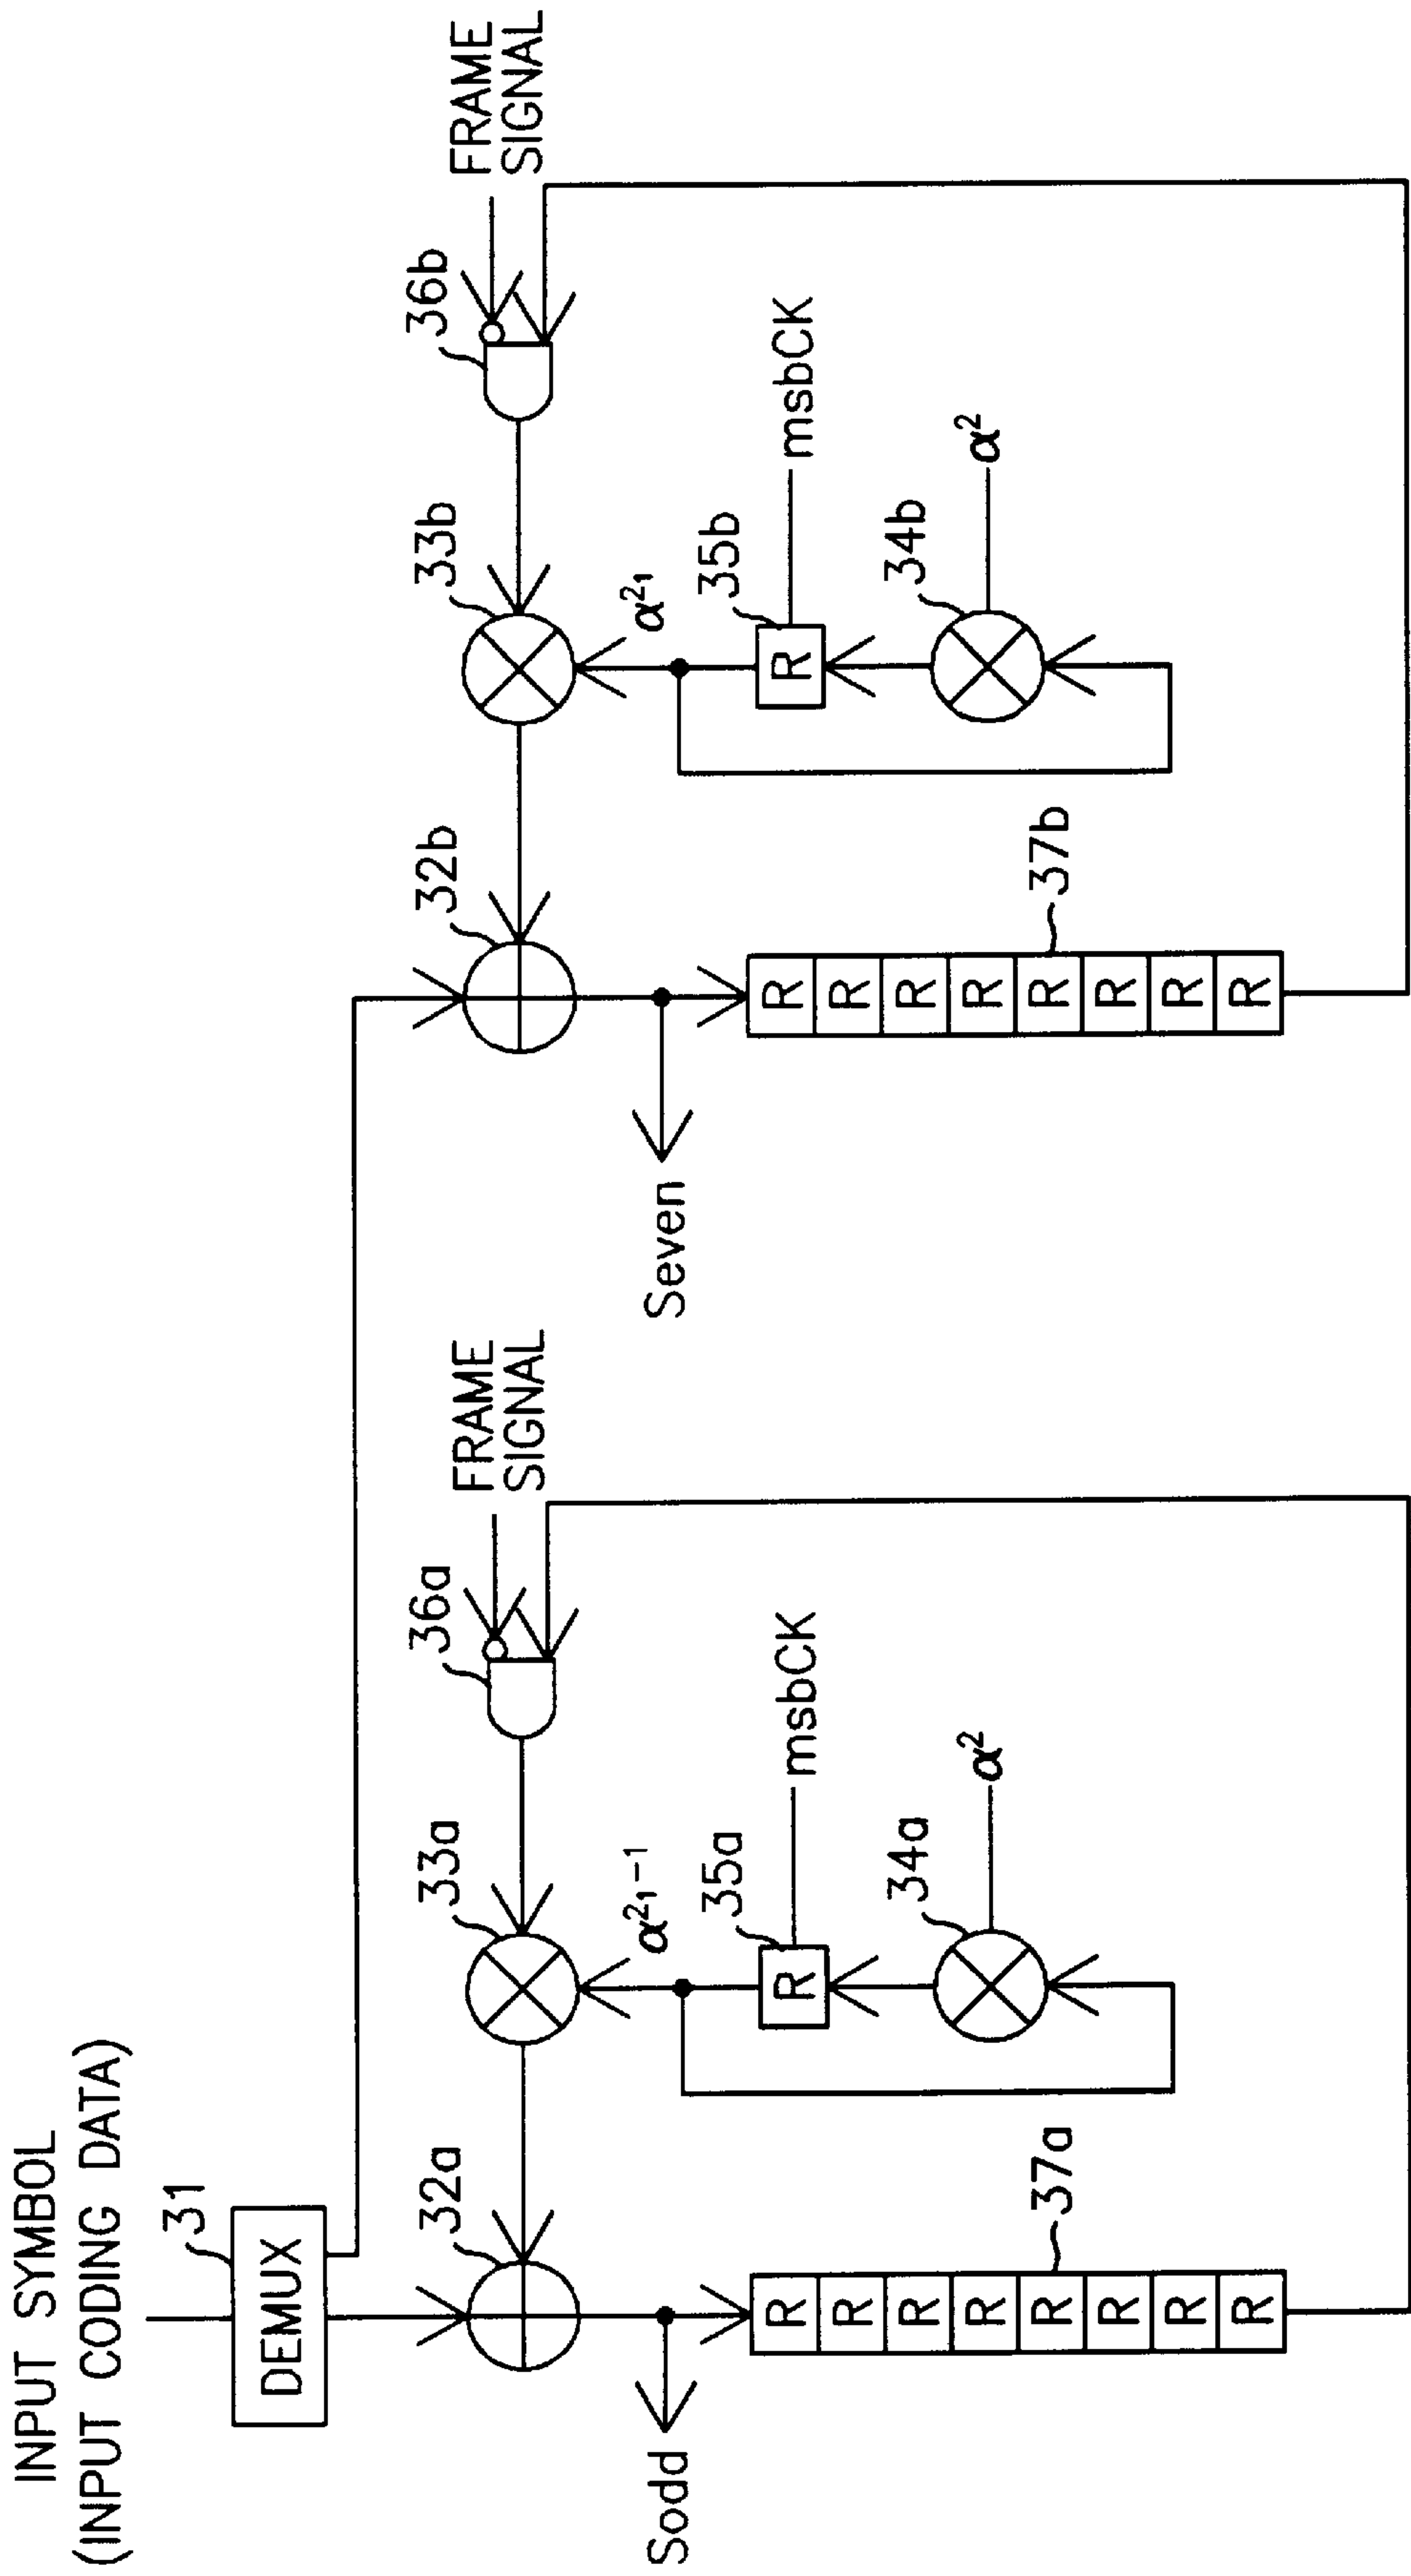 INPUT SYMBOL
(INPUT CODING DATA)
31
DEMUX
32a
33a
36a
FRAME
SIGNAL
α²¹⁻¹
35a
R
msbCK
34a
α²
Sodd
37a
R
R
R
R
R
R
R
R
32b
33b
36b
FRAME
SIGNAL
α²¹
35b
R
msbCK
34b
α²
Seven
37b
R
R
R
R
R
R
R
R